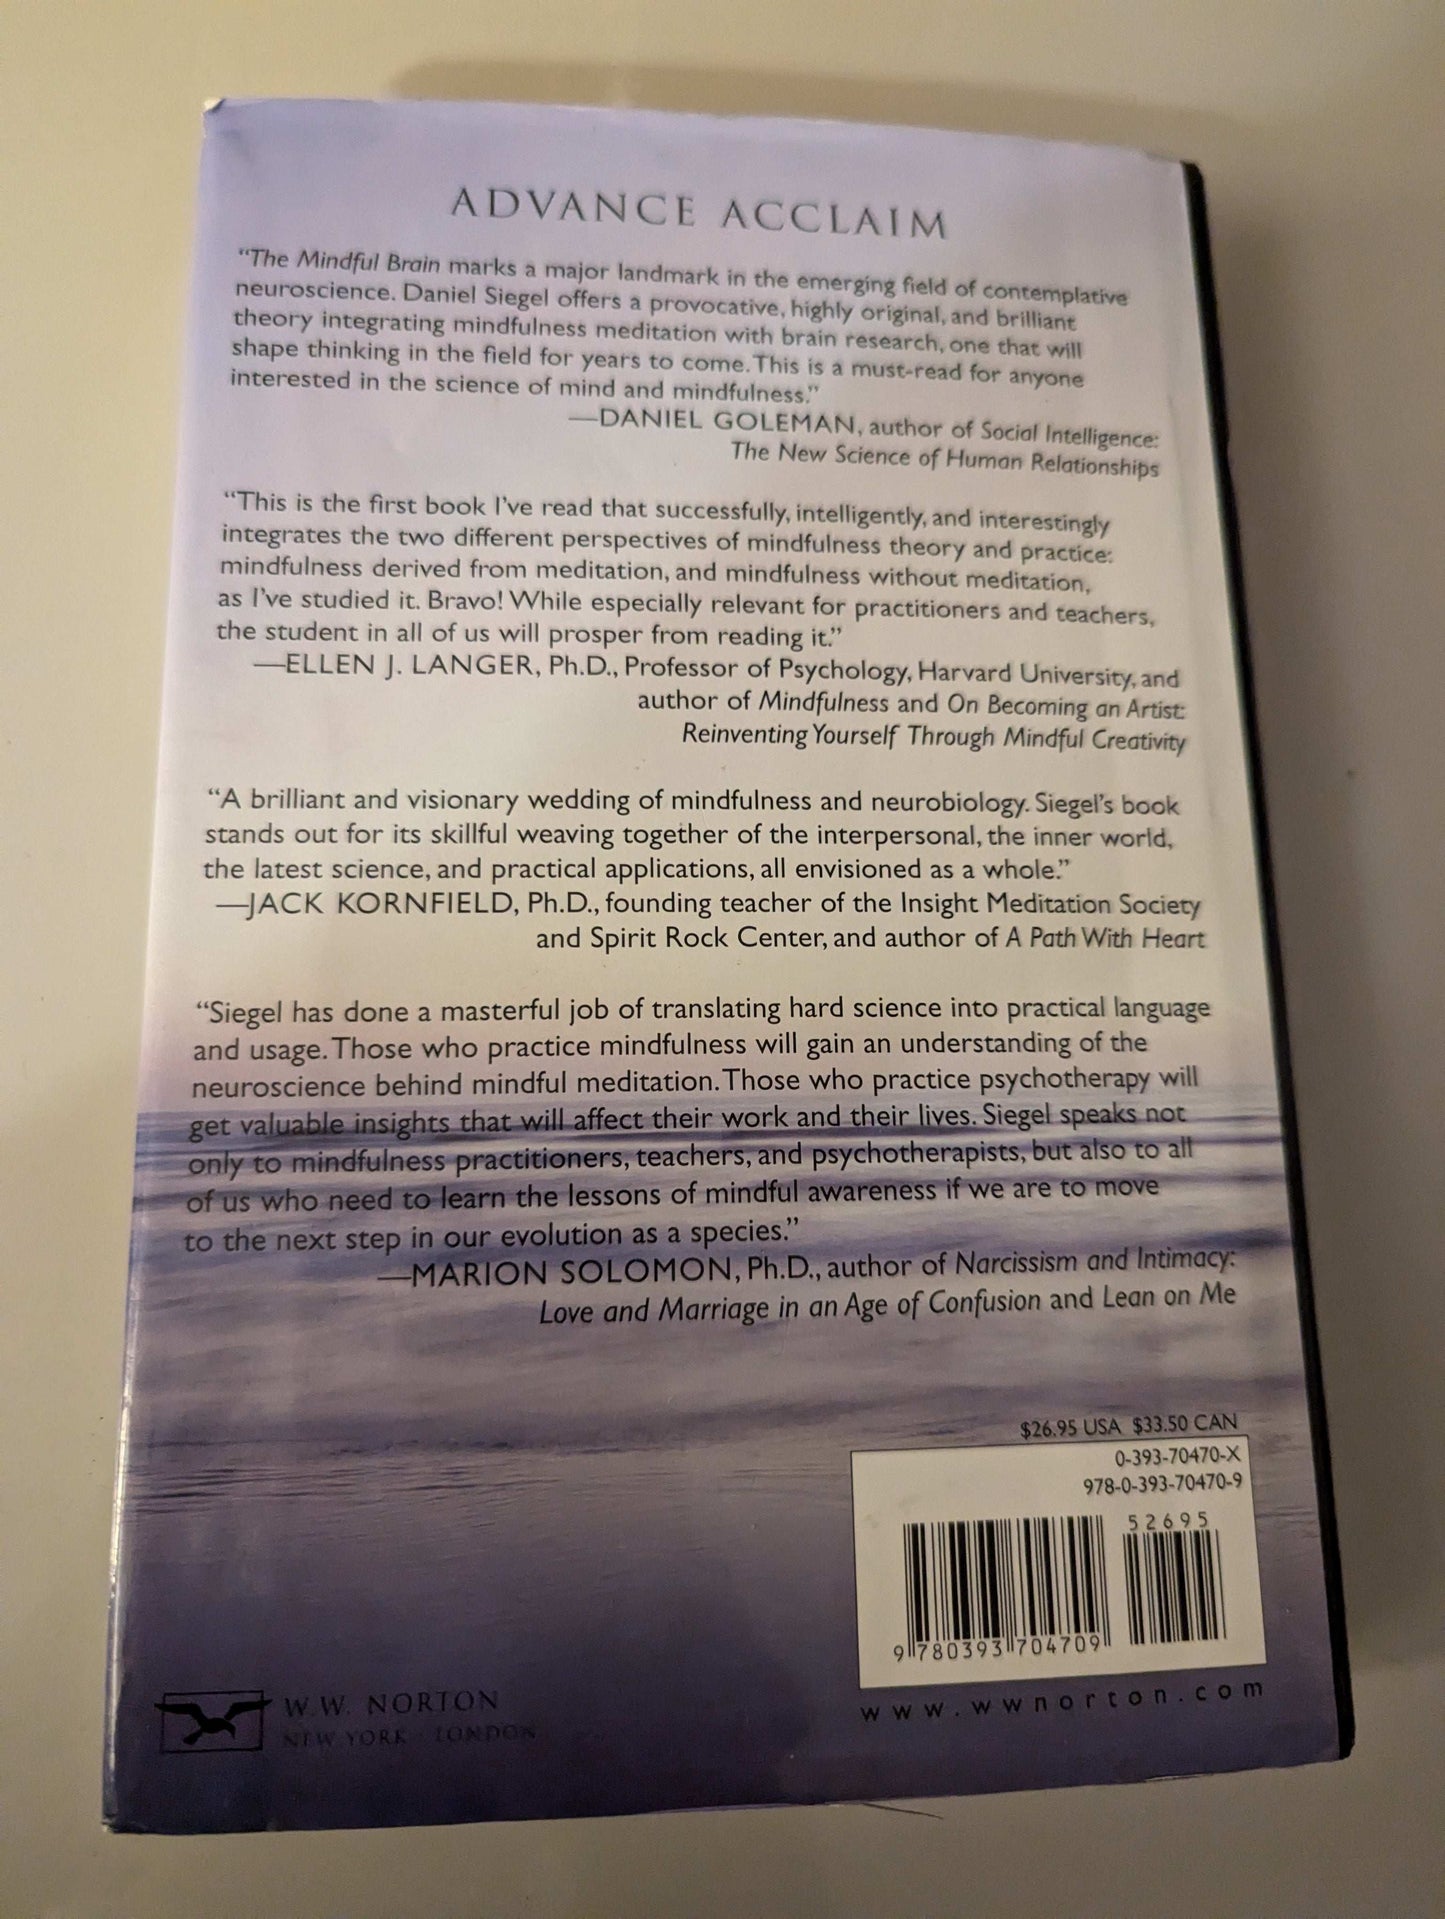 ADVANCE ACCLAIM
“The Mindful Brain marks a major landmark in the emerging field of contemplative
neuroscience. Daniel Siegel offers a provocative, highly original, and brilliant
theory integrating mindfulness meditation with brain research, one that will
shape thinking in the field for years to come. This is a must-read for anyone
interested in the science of mind and mindfulness.”
—DANIEL GOLEMAN, author of Social Intelligence:
The New Science of Human Relationships
“This is the first book I’ve read that successfully, intelligently, and interestingly
integrates the two different perspectives of mindfulness theory and practice:
mindfulness derived from meditation, and mindfulness without meditation,
as I’ve studied it. Bravo! While especially relevant for practitioners and teachers,
the student in all of us will prosper from reading it.”
—ELLEN J. LANGER, Ph.D., Professor of Psychology, Harvard University, and
author of Mindfulness and On Becoming an Artist:
Reinventing Yourself Through Mindful Creativity
“A brilliant and visionary wedding of mindfulness and neurobiology. Siegel’s book
stands out for its skillful weaving together of the interpersonal, the inner world,
the latest science, and practical applications, all envisioned as a whole.”
—JACK KORNFIELD, Ph.D., founding teacher of the Insight Meditation Society
and Spirit Rock Center, and author of A Path With Heart
“Siegel has done a masterful job of translating hard science into practical language
and usage. Those who practice mindfulness will gain an understanding of the
neuroscience behind mindful meditation. Those who practice psychotherapy will
get valuable insights that will affect their work and their lives. Siegel speaks not
only to mindfulness practitioners, teachers, and psychotherapists, but also to all
of us who need to learn the lessons of mindful awareness if we are to move
to the next step in our evolution as a species.”
—MARION SOLOMON, Ph.D., author of Narcissism and Intimacy:
Love and Marriage in an Age of Confusion and Lean on Me
$26.95 USA $33.50 CAN
0-393-70470-X
978-0-393-70470-9
52695
9 780393 704709
W.W. NORTON
NEW YORK · LONDON
www.wwnorton.com